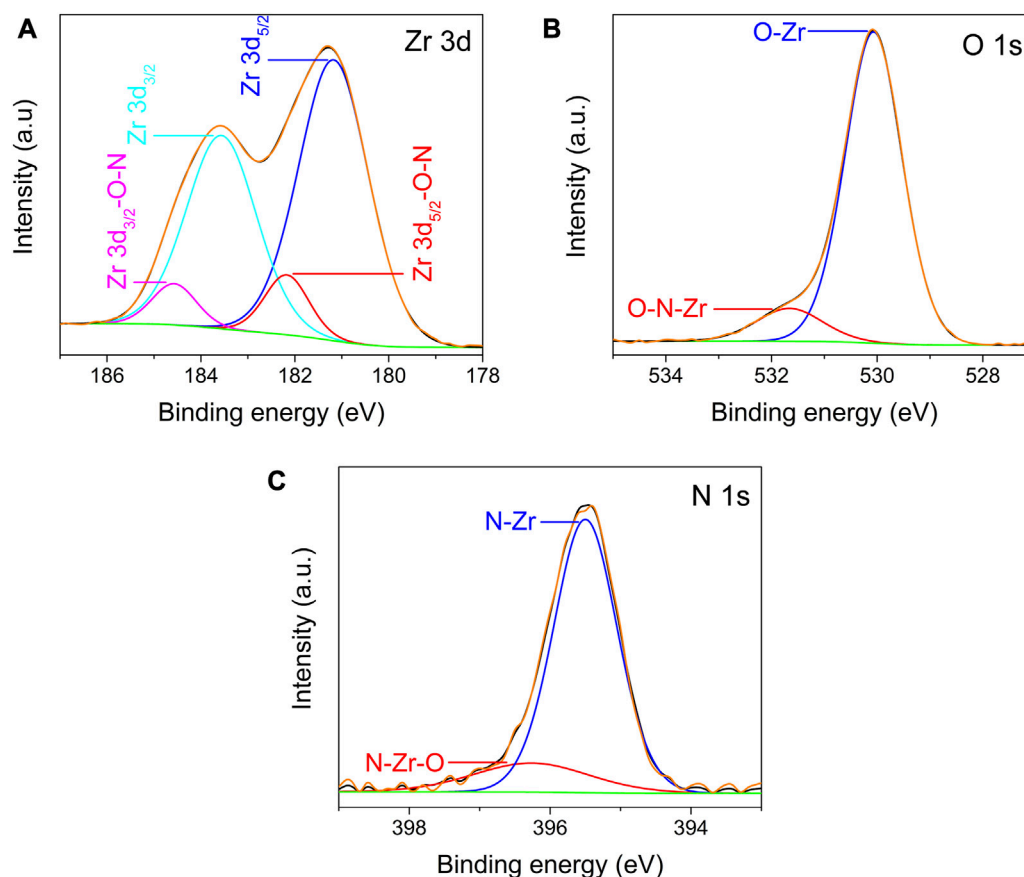 A
Zr 3d
Intensity (a.u)
Zr 3d3/2-O-N
Zr 3d3/2
Zr 3d5/2
Zr 3d5/2-O-N
186 184 182 180 178
Binding energy (eV)
B
O 1s
Intensity (a.u.)
O-Zr
O-N-Zr
534 532 530 528
Binding energy (eV)
C
N 1s
Intensity (a.u.)
N-Zr
N-Zr-O
398 396 394
Binding energy (eV)